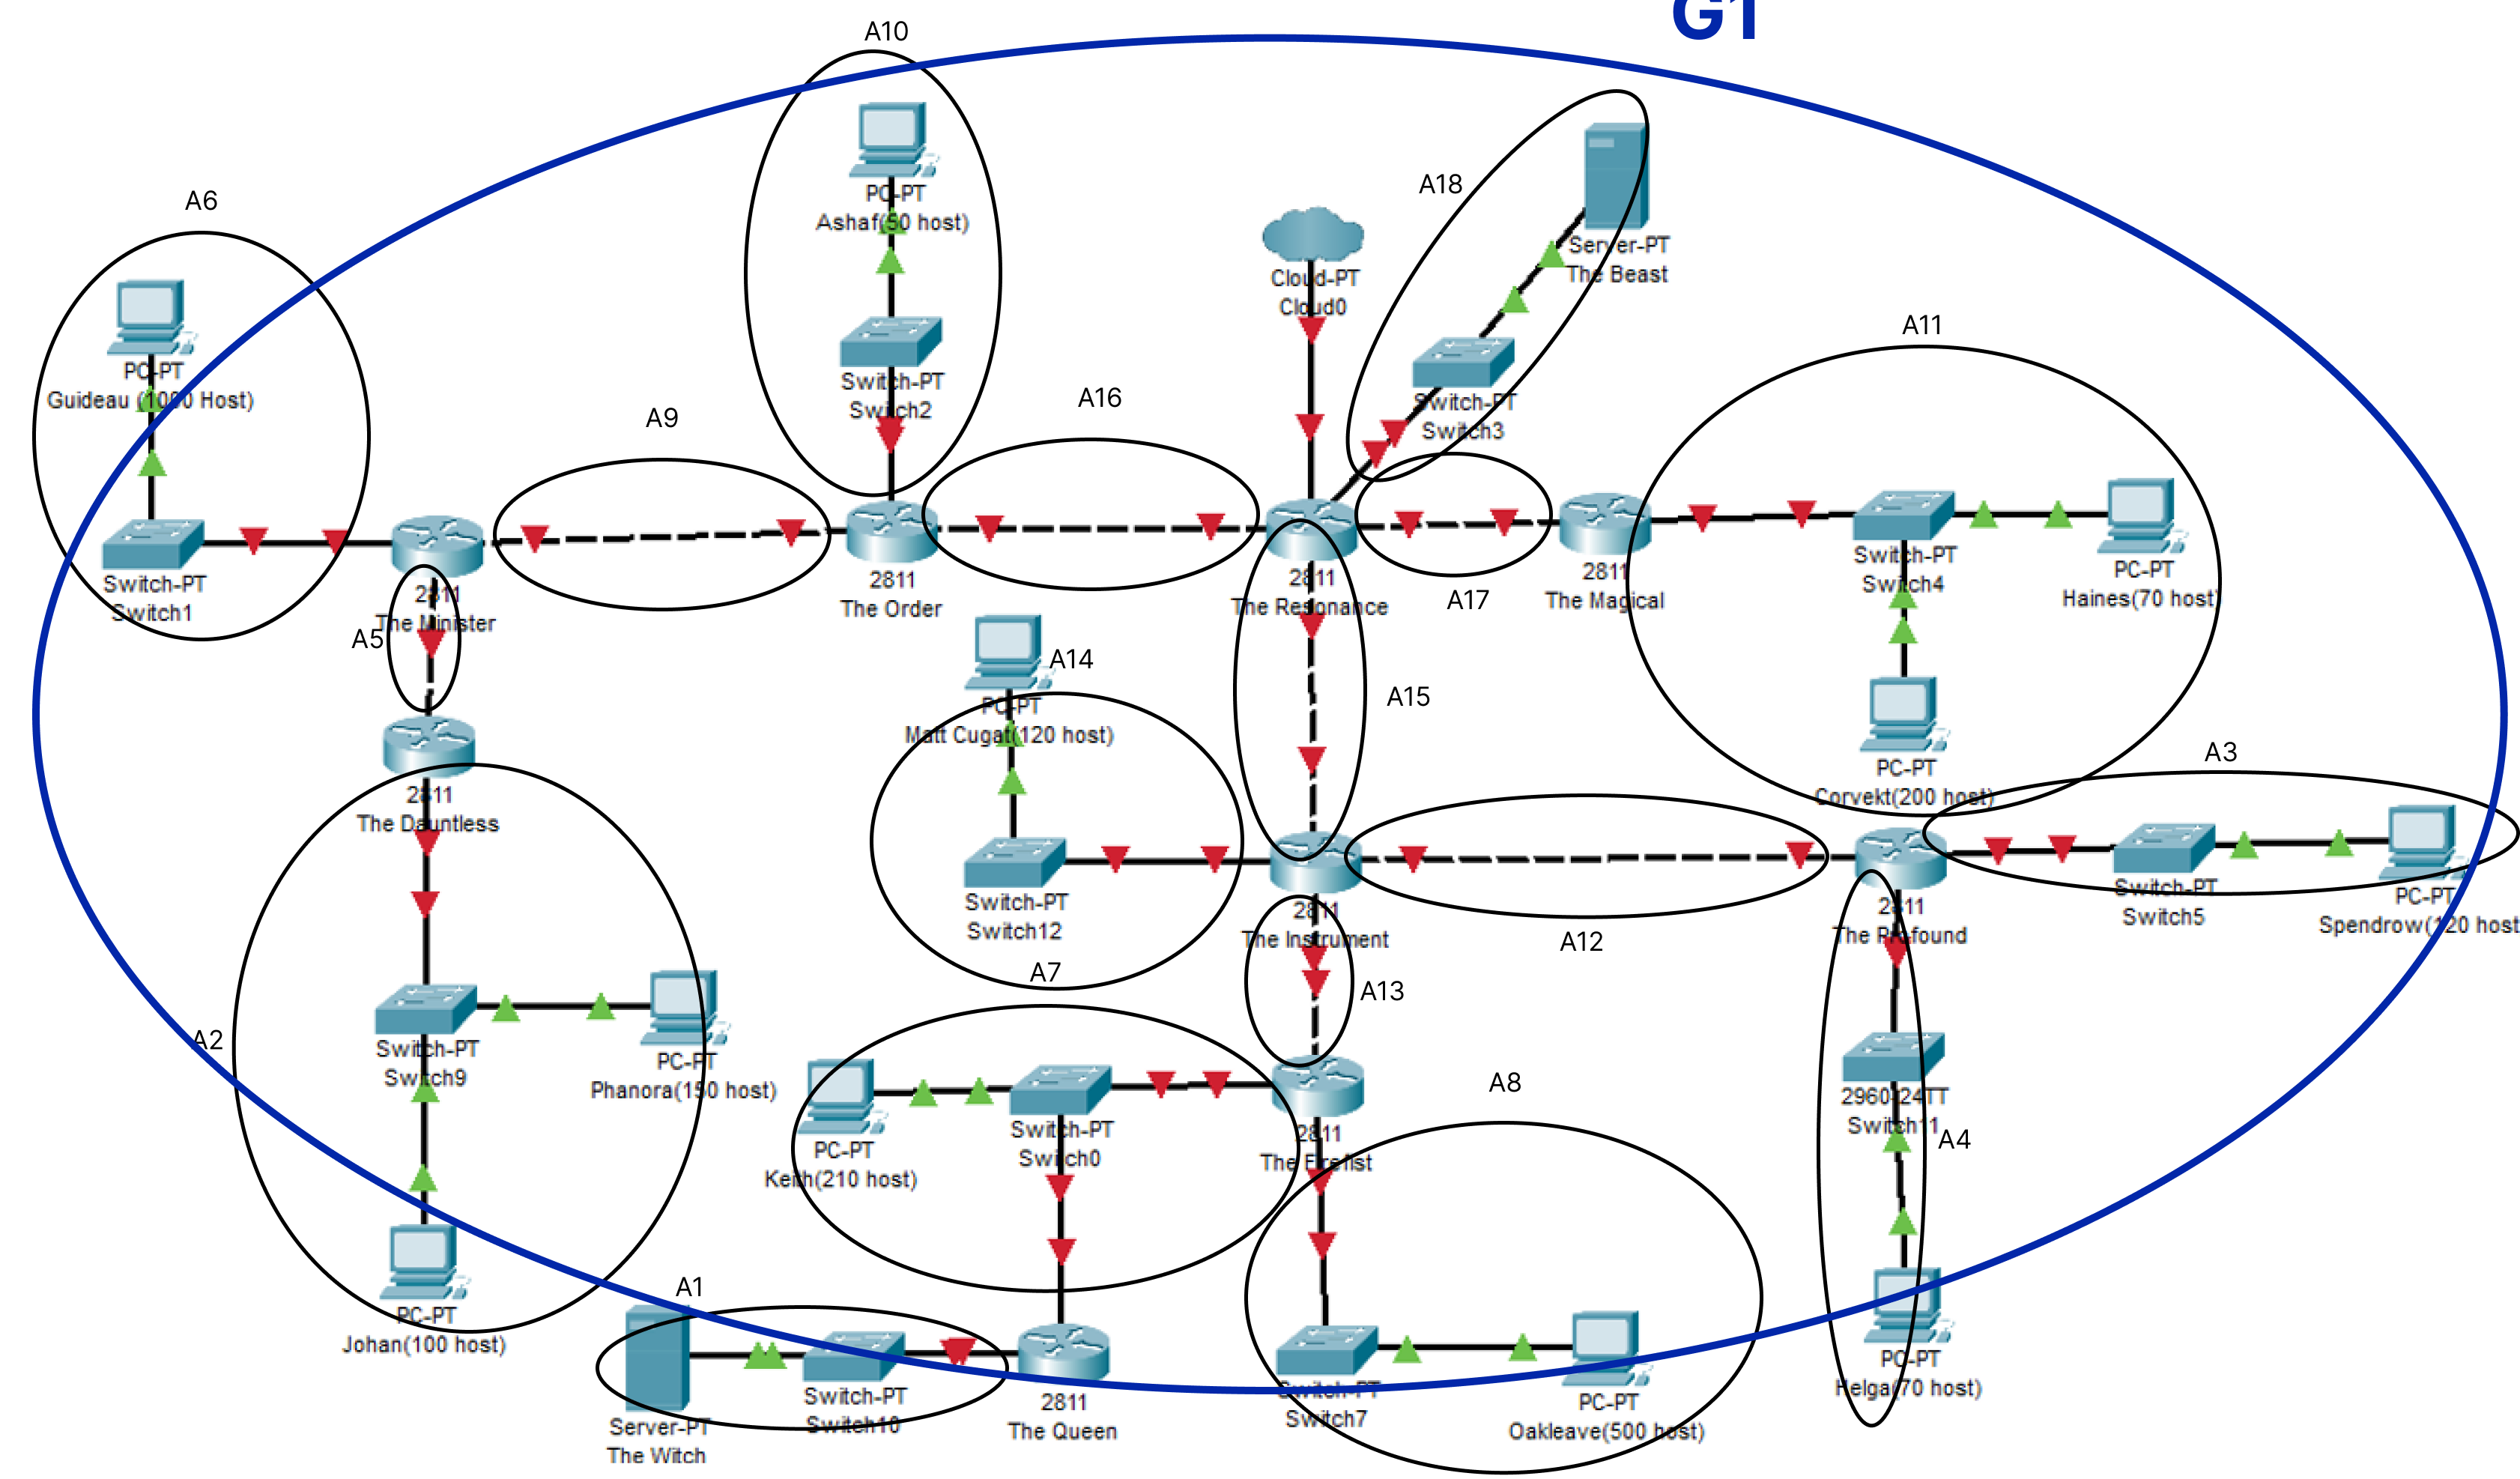 G1
A10
PC-PT
Ashaf(50 host)
Switch-PT
Switch2
A18
Server-PT
The Beast
A6
PC-PT
Guideau (1000 Host)
Switch-PT
Switch1
Cloud-PT
Cloud0
Switch-PT
Switch3
A11
A9
A16
2811
The Minister
A5
2811
The Order
2811
The Resonance
A17
2811
The Magical
Switch-PT
Switch4
PC-PT
Haines(70 host)
PC-PT
Corvekt(200 host)
A14
PC-PT
Matt Cugat(120 host)
A15
A3
2811
The Dauntless
Switch-PT
Switch12
2811
The Instrument
A12
2811
The Profound
Switch-PT
Switch5
PC-PT
Spendrow(120 host
A7
A13
A2
Switch-PT
Switch9
PC-PT
Phanora(150 host)
PC-PT
Keith(210 host)
Switch-PT
Switch0
2811
The Firefist
A8
2960-24TT
Switch11
A4
PC-PT
Johan(100 host)
A1
Server-PT
The Witch
Switch-PT
Switch10
2811
The Queen
Switch-PT
Switch7
PC-PT
Oakleave(500 host)
PC-PT
Helga(70 host)